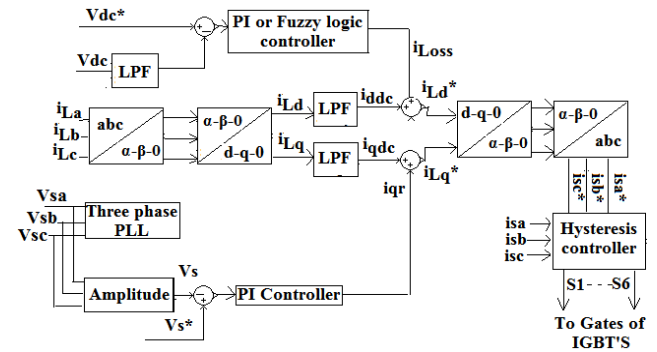 Vdc*
PI or Fuzzy logic
controller
iLoss
Vdc
LPF
iLa
iLb
iLc
abc
α-β-0
α-β-0
d-q-0
iLd
iLq
LPF
LPF
iddc
iqdc
iLd*
iLq*
iqr
d-q-0
α-β-0
α-β-0
abc
isc*
isb*
isa*
Vsa
Vsb
Vsc
Three phase
PLL
isa
isb
isc
Hysteresis
controller
Amplitude
Vs
Vs*
PI Controller
S1 - - - S6
To Gates of
IGBT'S